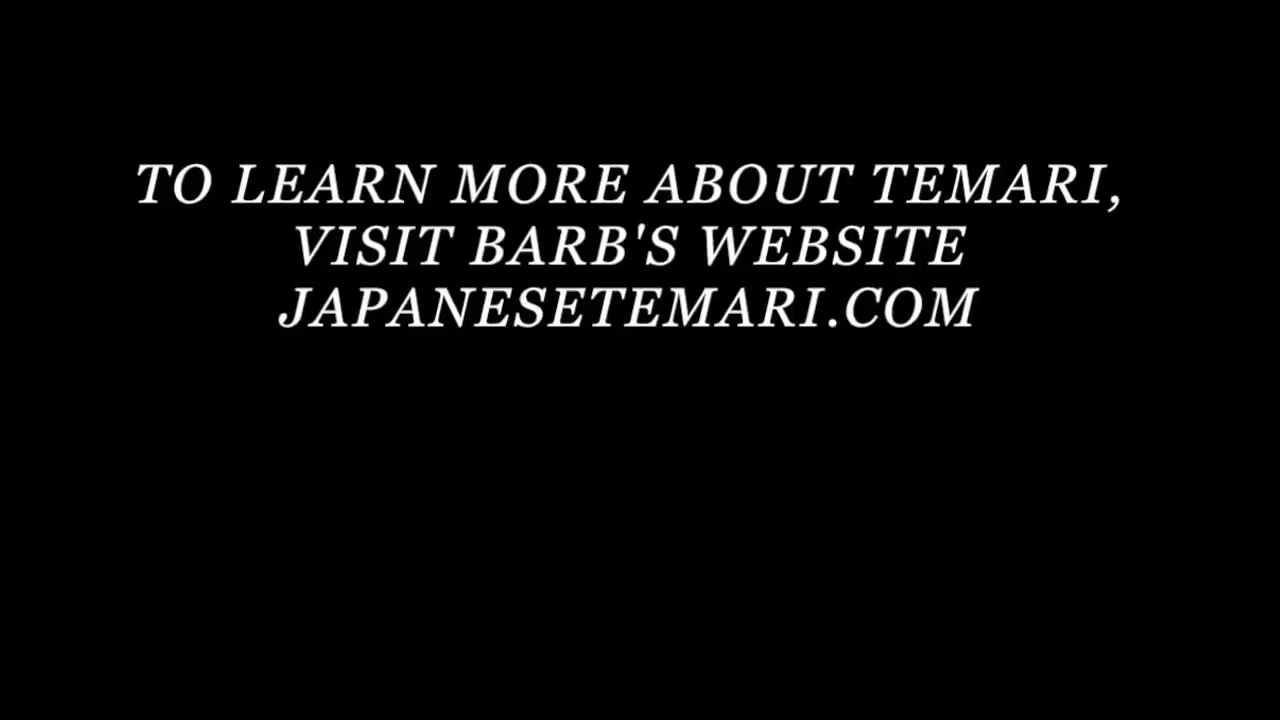 TO LEARN MORE ABOUT TEMARI,
VISIT BARB'S WEBSITE
JAPANESETEMARI.COM